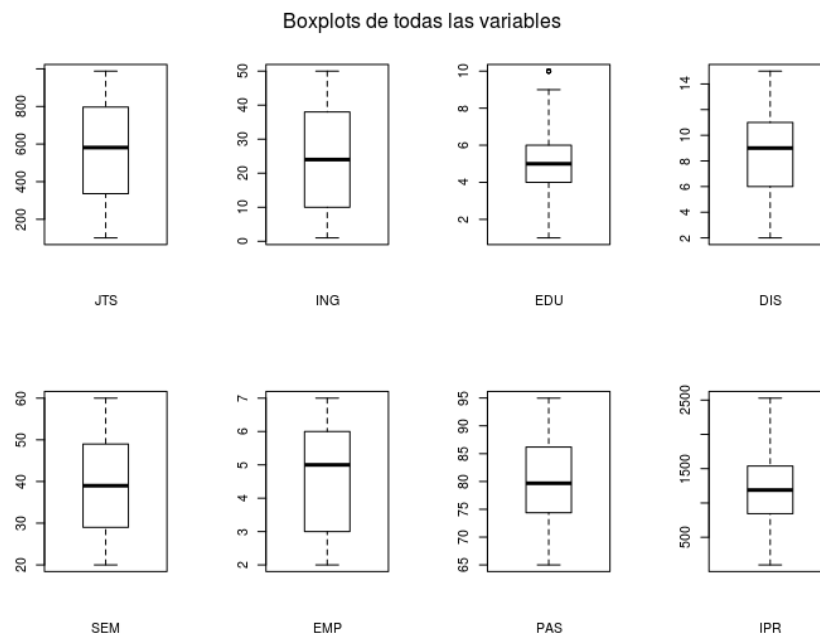 Boxplots de todas las variables
200 400 600 800
0 10 20 30 40 50
2 4 6 8 10
2 4 6 8 10 14
JTS ING EDU DIS
20 30 40 50 60
2 3 4 5 6 7
65 70 75 80 85 90 95
500 1500 2500
SEM EMP PAS IPR